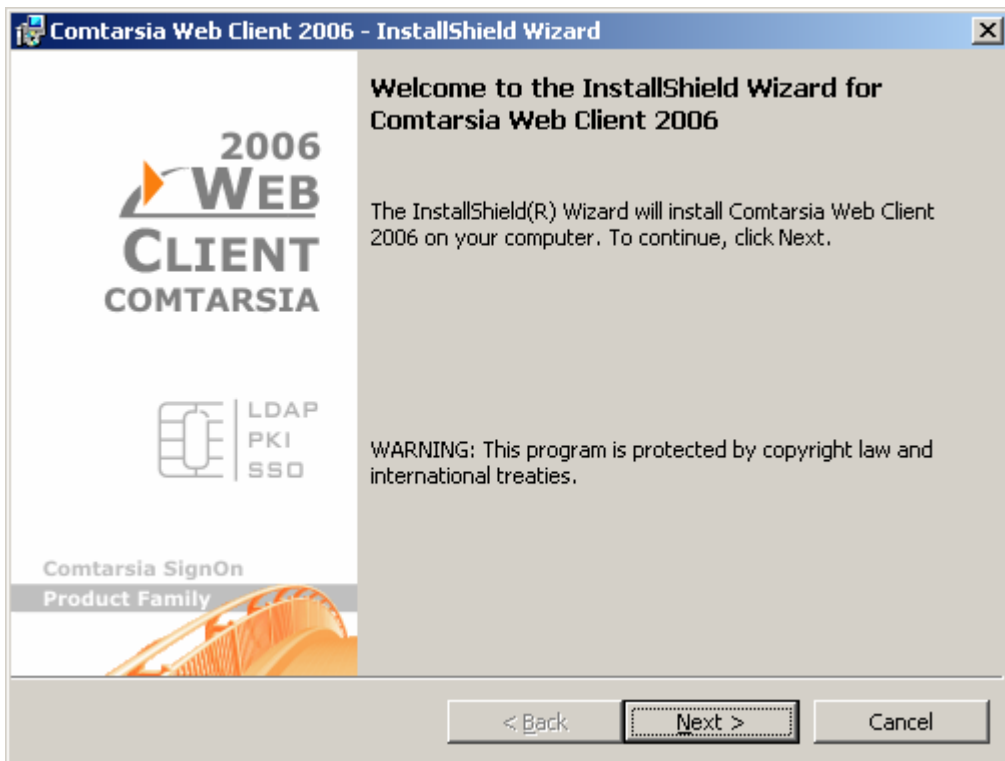 Comtarsia Web Client 2006 - InstallShield Wizard
2006
WEB
CLIENT
COMTARSIA
LDAP
PKI
SSO
Comtarsia SignOn
Product Family
Welcome to the InstallShield Wizard for
Comtarsia Web Client 2006
The InstallShield(R) Wizard will install Comtarsia Web Client
2006 on your computer. To continue, click Next.
WARNING: This program is protected by copyright law and
international treaties.
< Back
Next >
Cancel